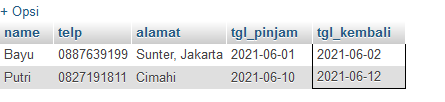 + Opsi
name telp alamat tgl_pinjam tgl_kembali
Bayu 0887639199 Sunter, Jakarta 2021-06-01 2021-06-02
Putri 0827191811 Cimahi 2021-06-10 2021-06-12